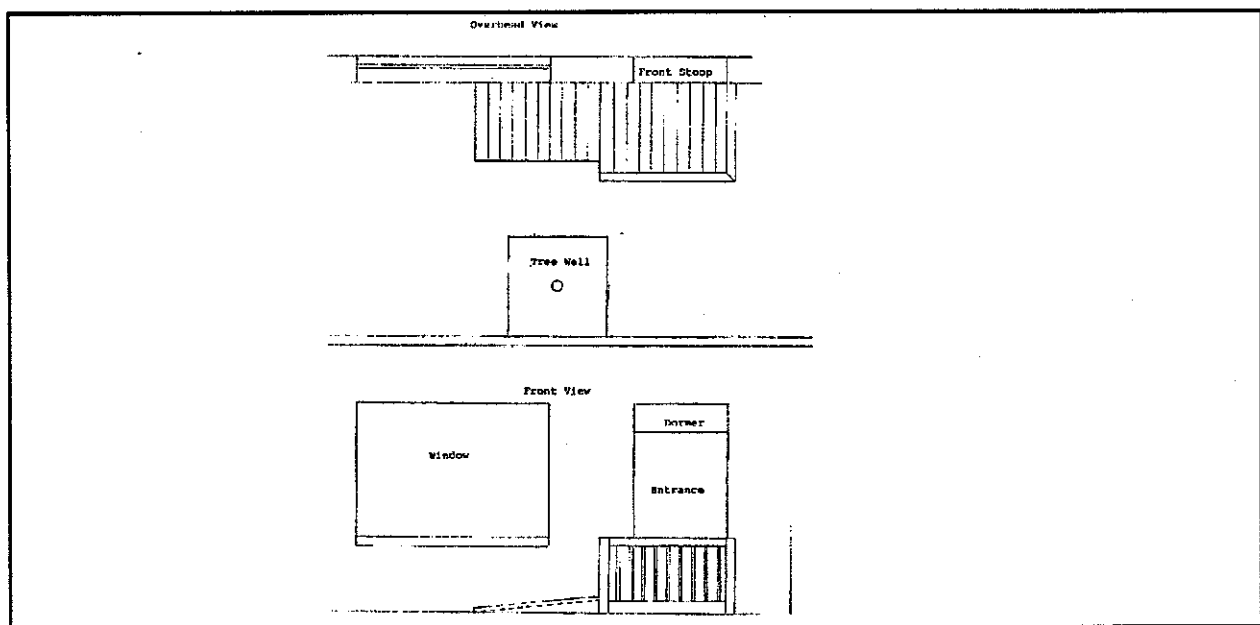 Overhead View
Front Stoop
Tree Well
Front View
Dormer
Window
Entrance